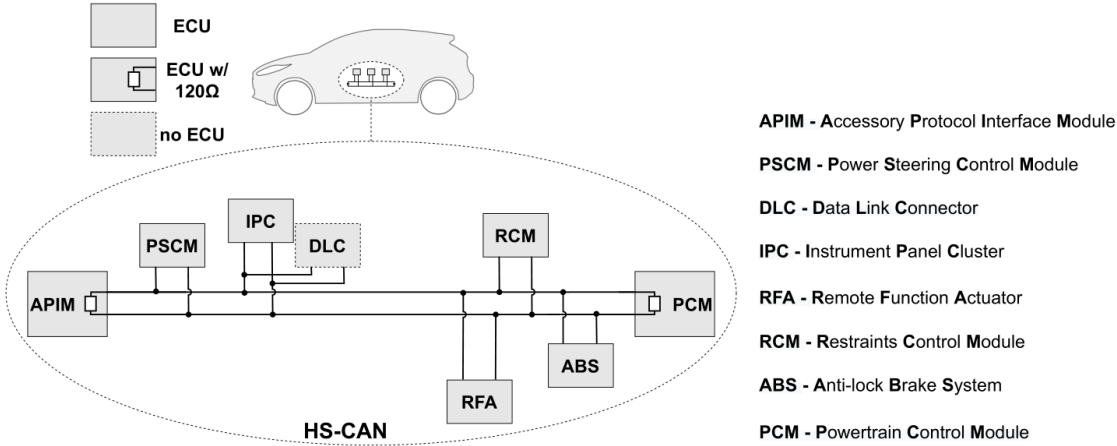 ECU
ECU w/
120Ω
no ECU
APIM - Accessory Protocol Interface Module
PSCM - Power Steering Control Module
DLC - Data Link Connector
IPC - Instrument Panel Cluster
RFA - Remote Function Actuator
RCM - Restraints Control Module
ABS - Anti-lock Brake System
PCM - Powertrain Control Module
IPC
PSCM
DLC
RCM
APIM
PCM
ABS
RFA
HS-CAN